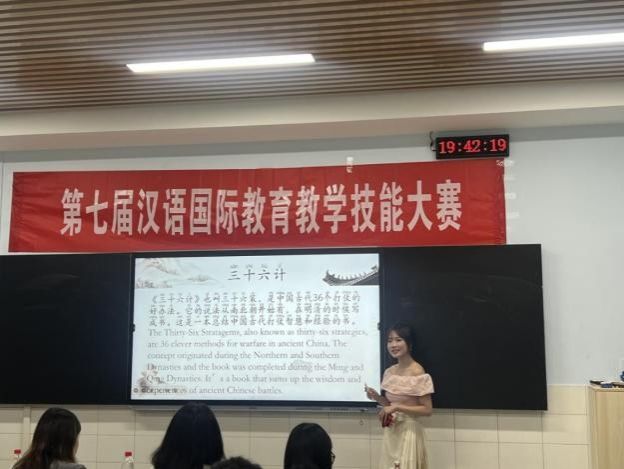 19:42:19
第七届汉语国际教育教学技能大赛
三十六计
《三十六计》也叫三十六策，是中国古代36个打仗的
好办法。它的说法从南北朝开始有，在明清的时候写
成书。这是一本总结中国古代打仗智慧和经验的书。
The Thirty-Six Stratagems, also known as thirty-six strategies,
are 36 clever methods for warfare in ancient China. The
concept originated during the Northern and Southern
Dynasties and the book was completed during the Ming and
Qing Dynasties. It's a book that sums up the wisdom and
experiences of ancient Chinese battles.